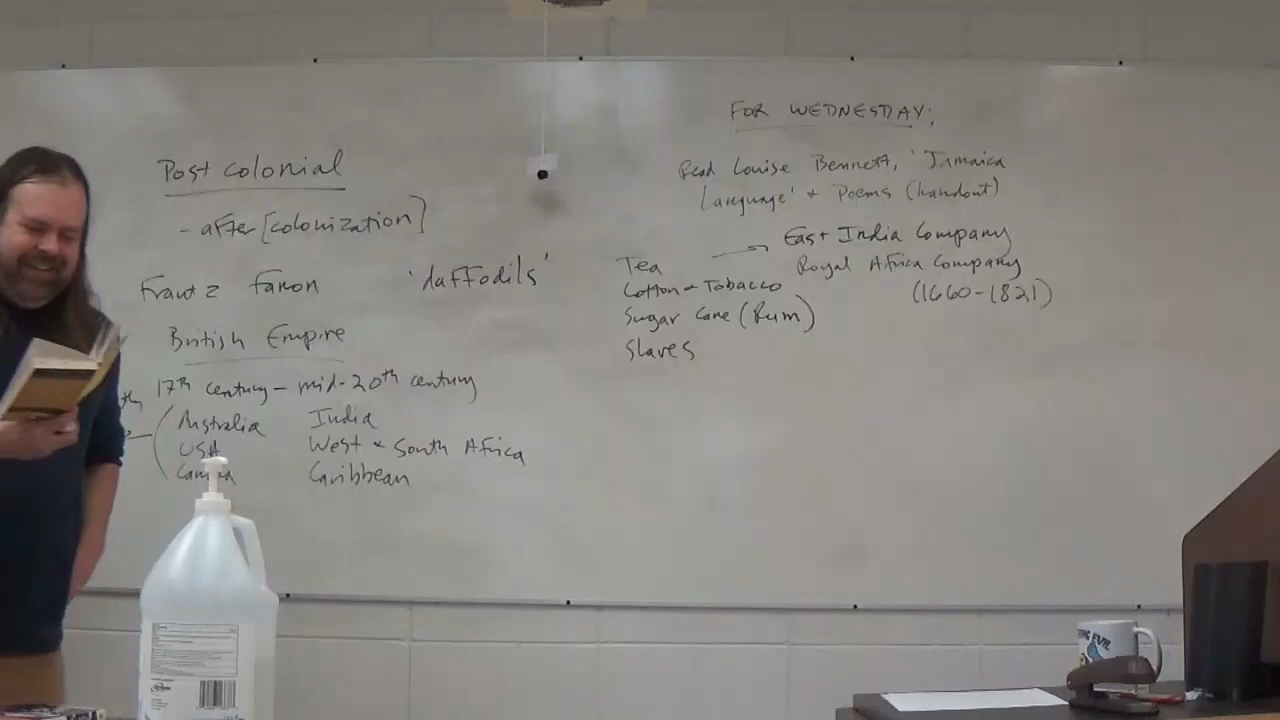 Post colonial
- after [colonization]
Frantz Fanon
'daffodils'
British Empire
17th century - mid-20th century
Australia
India
USA
West & South Africa
Canada
Caribbean
FOR WEDNESDAY:
Read Louise Bennett, 'Jamaica
Language' + Poems (handout)
East India Company
Tea
Royal Africa Company
Cotton & Tobacco
(1660-1821)
Sugar Cane (Rum)
Slaves